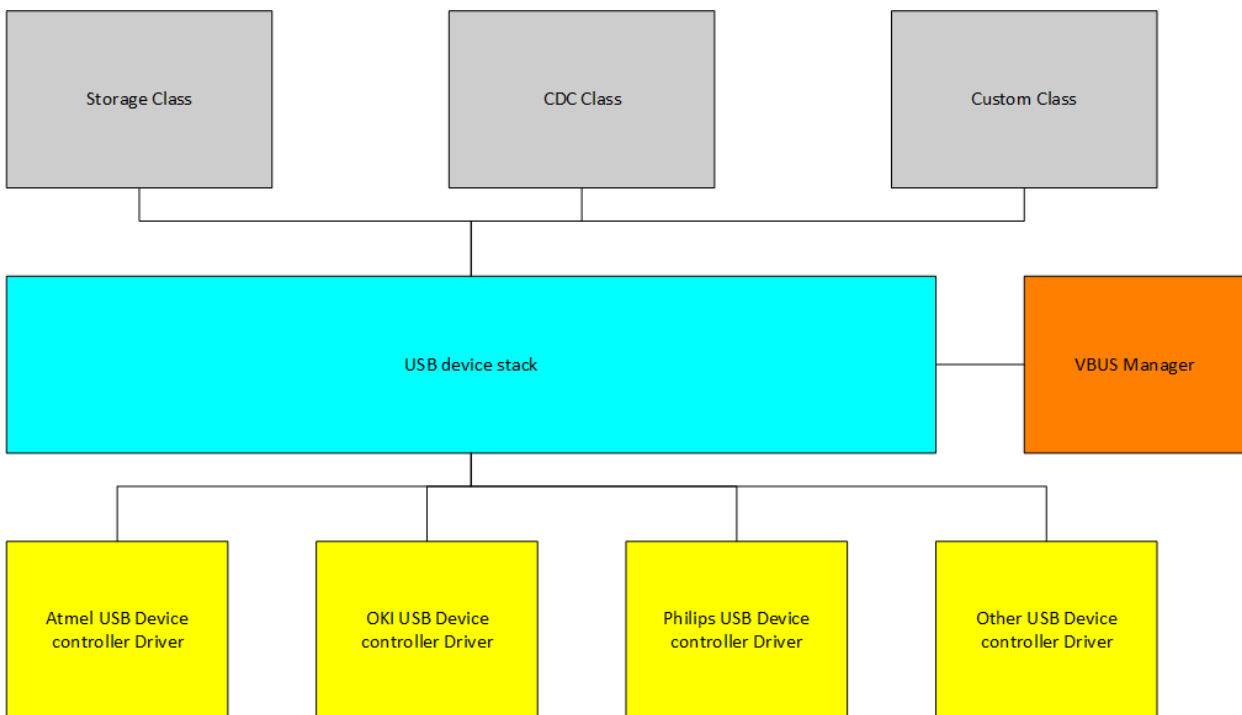 Storage Class
CDC Class
Custom Class
USB device stack
VBUS Manager
Atmel USB Device
controller Driver
OKI USB Device
controller Driver
Philips USB Device
controller Driver
Other USB Device
controller Driver